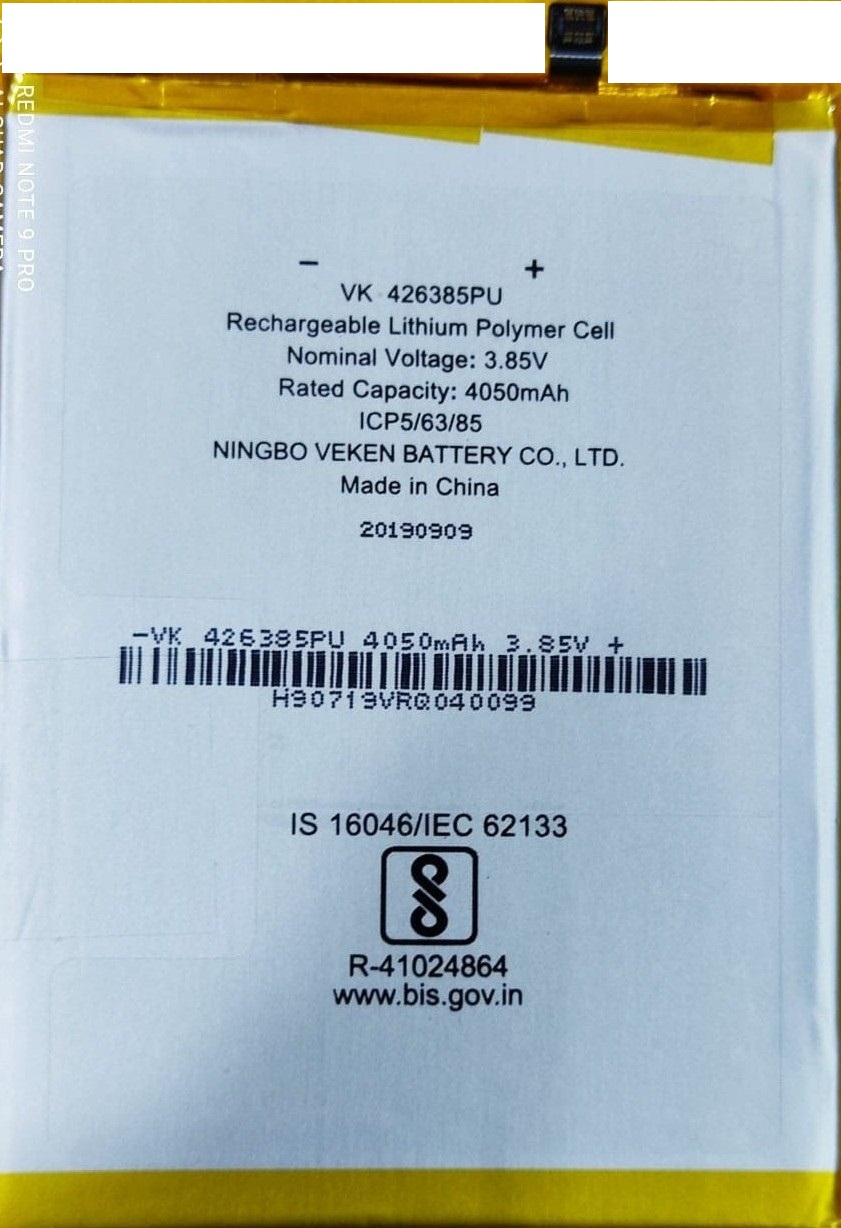 − +
VK 426385PU
Rechargeable Lithium Polymer Cell
Nominal Voltage: 3.85V
Rated Capacity: 4050mAh
ICP5/63/85
NINGBO VEKEN BATTERY CO., LTD.
Made in China
20190909
-VK 426385PU 4050mAh 3.85V +
H90719VRQ040099
IS 16046/IEC 62133
R-41024864
www.bis.gov.in
REDMI NOTE 9 PRO